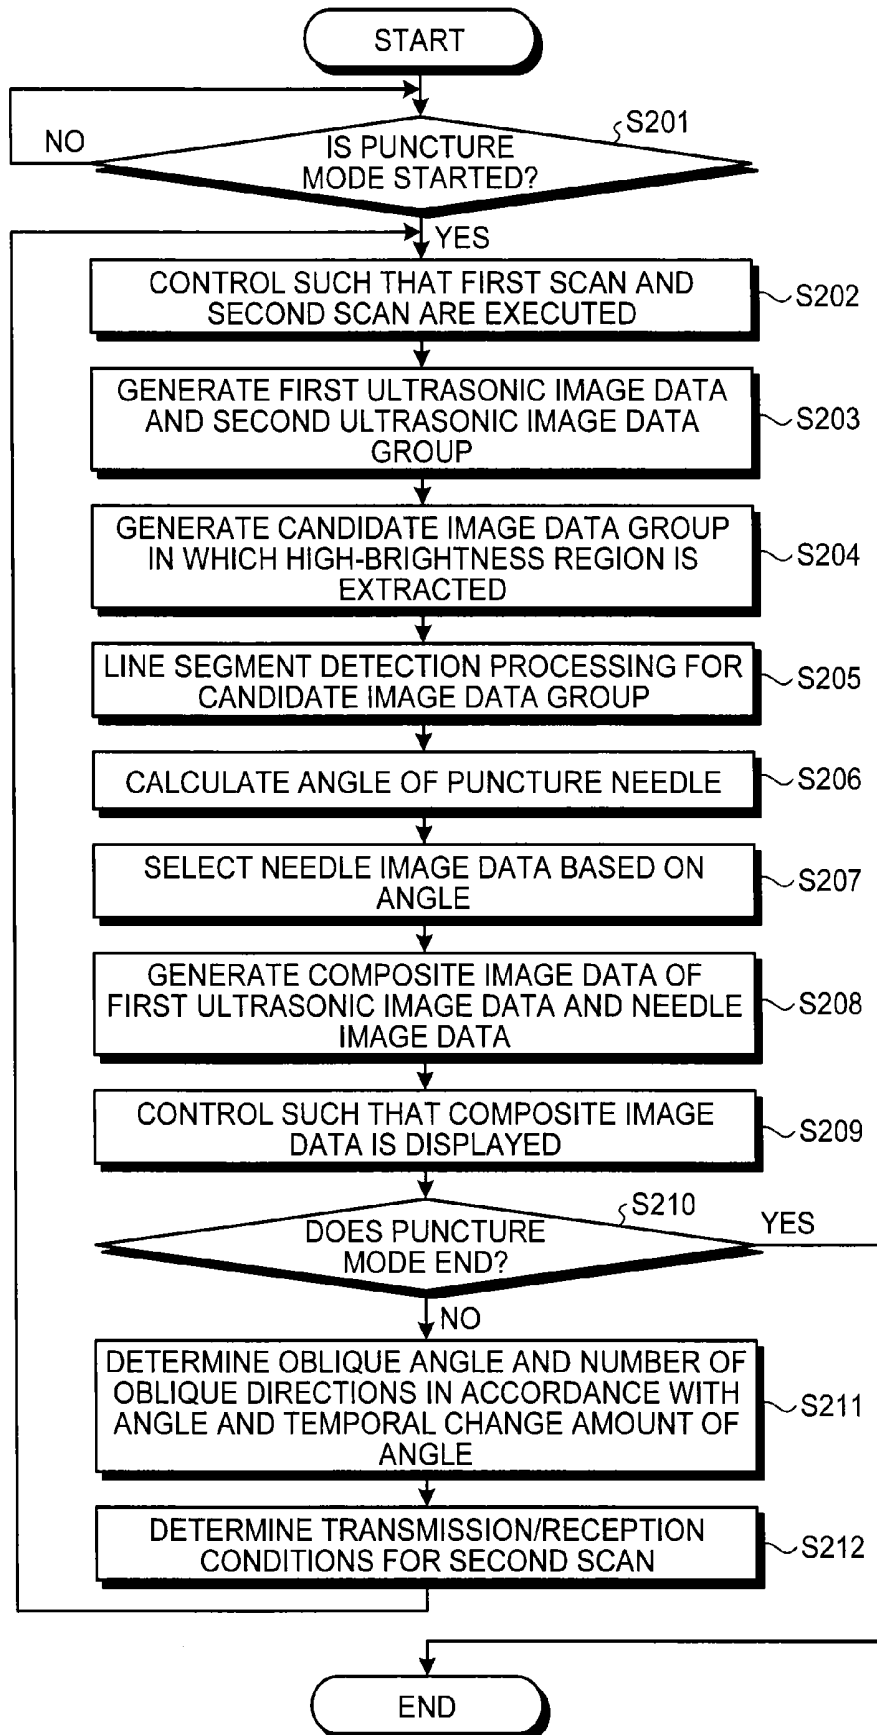 START
S201
NO
IS PUNCTURE
MODE STARTED?
YES
CONTROL SUCH THAT FIRST SCAN AND
SECOND SCAN ARE EXECUTED
S202
GENERATE FIRST ULTRASONIC IMAGE DATA
AND SECOND ULTRASONIC IMAGE DATA
GROUP
S203
GENERATE CANDIDATE IMAGE DATA GROUP
IN WHICH HIGH-BRIGHTNESS REGION IS
EXTRACTED
S204
LINE SEGMENT DETECTION PROCESSING FOR
CANDIDATE IMAGE DATA GROUP
S205
CALCULATE ANGLE OF PUNCTURE NEEDLE
S206
SELECT NEEDLE IMAGE DATA BASED ON
ANGLE
S207
GENERATE COMPOSITE IMAGE DATA OF
FIRST ULTRASONIC IMAGE DATA AND NEEDLE
IMAGE DATA
S208
CONTROL SUCH THAT COMPOSITE IMAGE
DATA IS DISPLAYED
S209
S210
YES
DOES PUNCTURE
MODE END?
NO
DETERMINE OBLIQUE ANGLE AND NUMBER OF
OBLIQUE DIRECTIONS IN ACCORDANCE WITH
ANGLE AND TEMPORAL CHANGE AMOUNT OF
ANGLE
S211
DETERMINE TRANSMISSION/RECEPTION
CONDITIONS FOR SECOND SCAN
S212
END